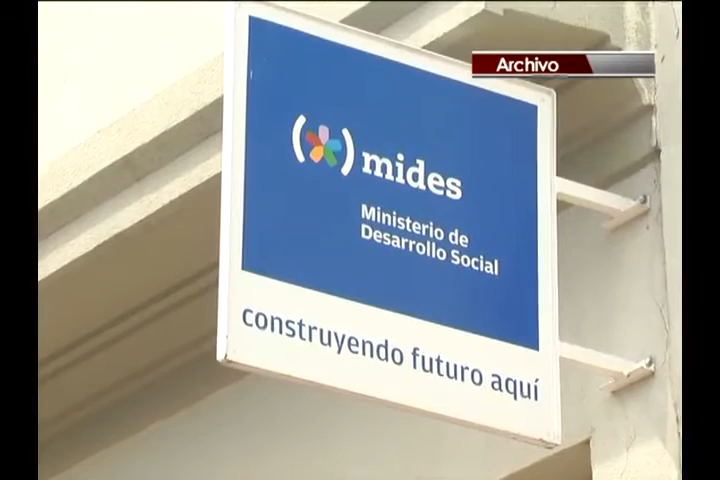 Archivo
mides
Ministerio de
Desarrollo Social
construyendo futuro aquí